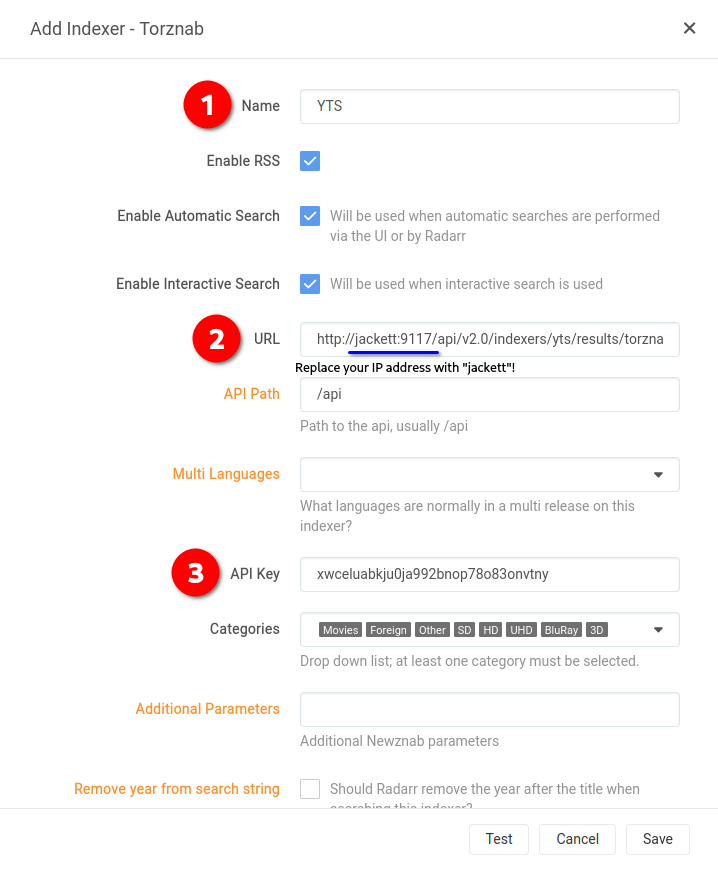 Add Indexer - Torznab
1 Name YTS
Enable RSS
Enable Automatic Search Will be used when automatic searches are performed
via the UI or by Radarr
Enable Interactive Search Will be used when interactive search is used
2 URL http://jackett:9117/api/v2.0/indexers/yts/results/torzna
Replace your IP address with "jackett"!
API Path /api
Path to the api, usually /api
Multi Languages
What languages are normally in a multi release on this
indexer?
3 API Key xwceluabkju0ja992bnop78o83onvtny
Categories Movies Foreign Other SD HD UHD BluRay 3D
Drop down list; at least one category must be selected.
Additional Parameters
Additional Newznab parameters
Remove year from search string Should Radarr remove the year after the title when
searching this indexer?
Test Cancel Save